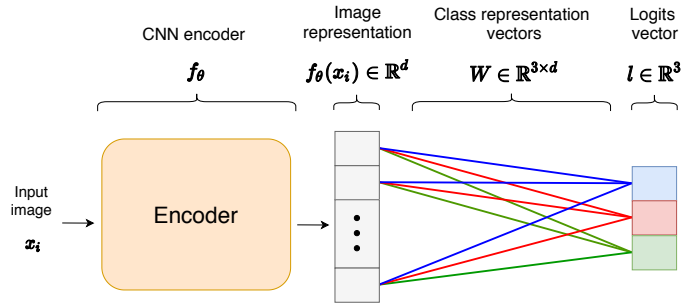 CNN encoder
f_θ
Image
representation
f_θ(x_i) ∈ ℝ^d
Class representation
vectors
W ∈ ℝ^{3×d}
Logits
vector
l ∈ ℝ^3
Input
image
x_i
Encoder